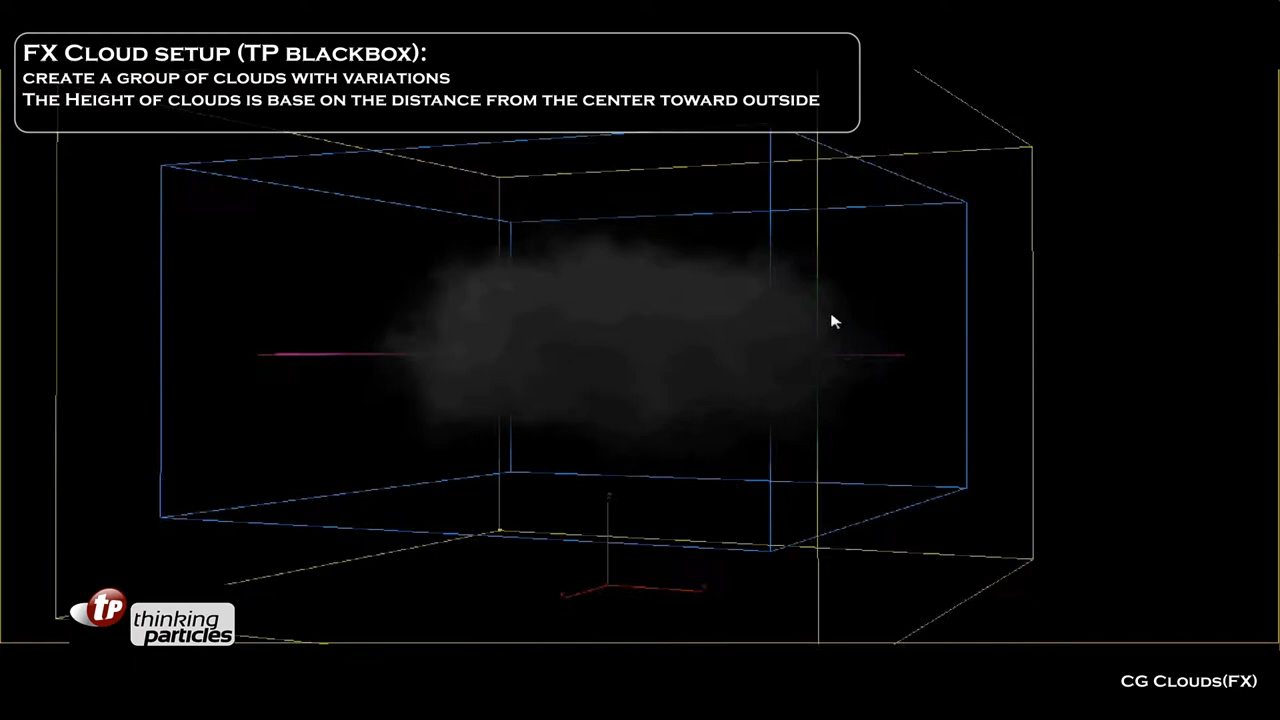 FX Cloud setup (TP blackbox):
create a group of clouds with variations
The Height of clouds is base on the distance from the center toward outside
tp
thinking
particles
CG Clouds(FX)